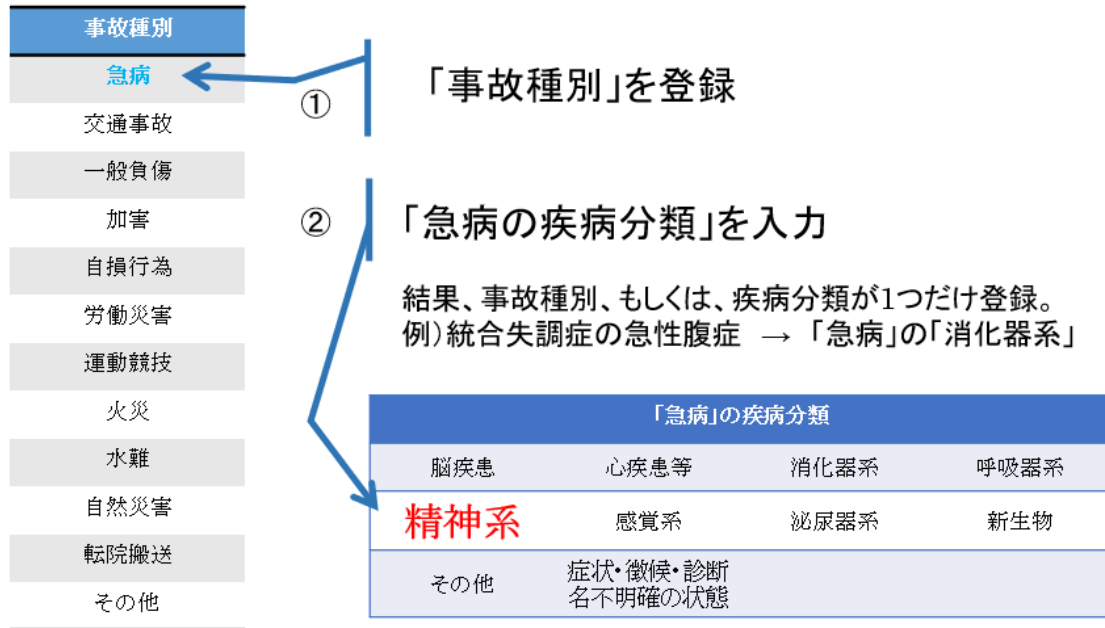 事故種別
急病
交通事故
一般負傷
加害
自損行為
労働災害
運動競技
火災
水難
自然災害
転院搬送
その他
①
「事故種別」を登録
②
「急病の疾病分類」を入力
結果、事故種別、もしくは、疾病分類が1つだけ登録。
例)統合失調症の急性腹症 → 「急病」の「消化器系」
「急病」の疾病分類
脳疾患 心疾患等 消化器系 呼吸器系
精神系 感覚系 泌尿器系 新生物
その他 症状・徴候・診断
名不明確の状態